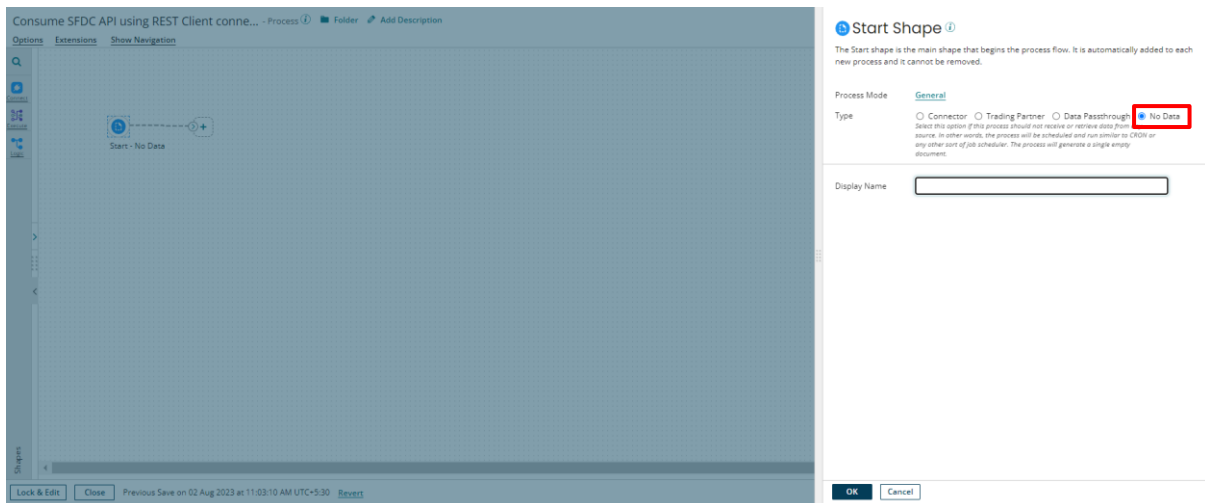 Consume SFDC API using REST Client conne... - Process Folder Add Description
Options Extensions Show Navigation
Start - No Data
Shapes
Lock & Edit Close Previous Save on 02 Aug 2023 at 11:03:10 AM UTC+5:30 Revert
Start Shape
The Start shape is the main shape that begins the process flow. It is automatically added to each
new process and it cannot be removed.
Process Mode General
Type Connector Trading Partner Data Passthrough No Data
Select this option if this process should not receive or retrieve data from
source. In other words, the process will be scheduled and run similar to CRON or
any other sort of job scheduler. The process will generate a single empty
document.
Display Name
OK Cancel